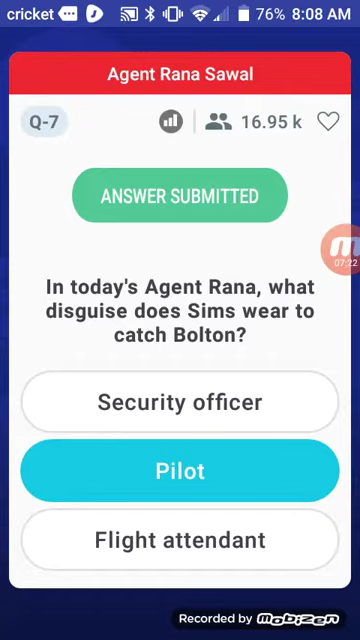 cricket 76% 8:08 AM
Agent Rana Sawal
Q-7 16.95 k
ANSWER SUBMITTED
07:22
In today's Agent Rana, what
disguise does Sims wear to
catch Bolton?
Security officer
Pilot
Flight attendant
Recorded by Mobizen